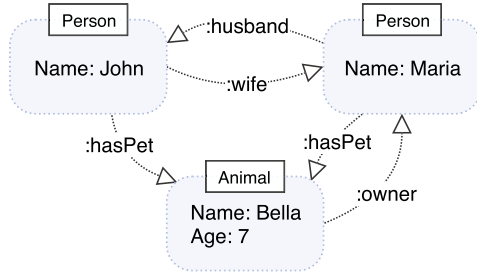 Person
Name: John
:husband
:wife
Person
Name: Maria
:hasPet
:hasPet
:owner
Animal
Name: Bella
Age: 7